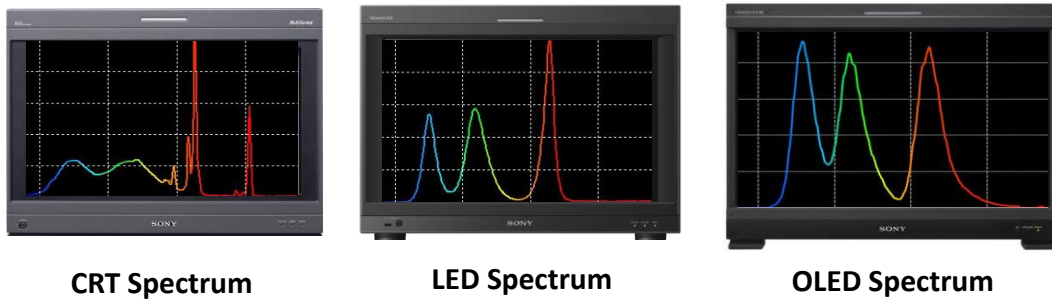 SONY
SONY
SONY
CRT Spectrum
LED Spectrum
OLED Spectrum